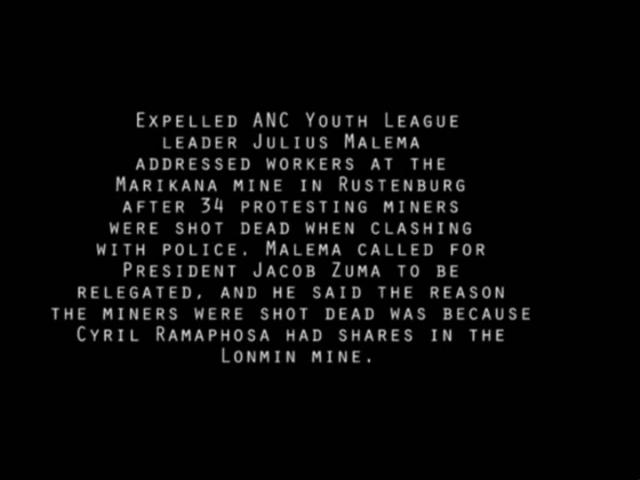 Expelled ANC Youth League
leader Julius Malema
addressed workers at the
Marikana mine in Rustenburg
after 34 protesting miners
were shot dead when clashing
with police. Malema called for
President Jacob Zuma to be
relegated, and he said the reason
the miners were shot dead was because
Cyril Ramaphosa had shares in the
Lonmin mine.